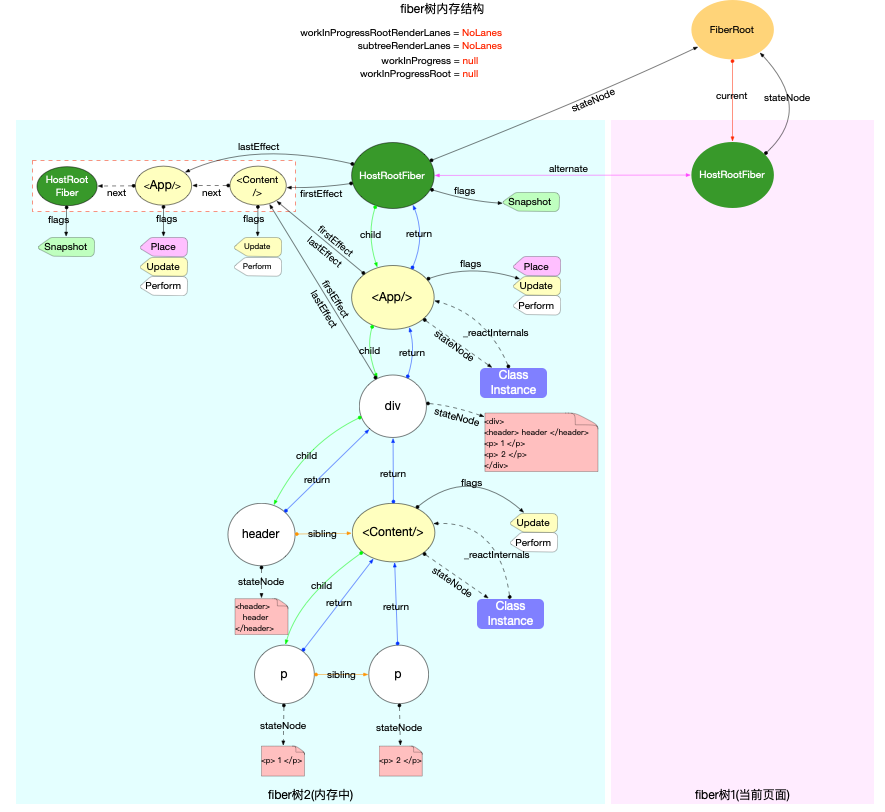 fiber树内存结构
workInProgressRootRenderLanes = NoLanes
subtreeRenderLanes = NoLanes
workInProgress = null
workInProgressRoot = null
FiberRoot
current
stateNode
stateNode
lastEffect
HostRoot
Fiber
next
<App/>
next
<Content
/>
firstEffect
HostRootFiber
alternate
HostRootFiber
flags
Snapshot
flags
flags
flags
Snapshot
Place
Update
Perform
Update
Perform
firstEffect
lastEffect
child
return
<App/>
flags
Place
Update
Perform
firstEffect
lastEffect
_reactInternals
stateNode
child
return
Class
Instance
div
stateNode
<div>
<header> header </header>
<p> 1 </p>
<p> 2 </p>
</div>
child
return
return
flags
header
sibling
<Content/>
Update
Perform
_reactInternals
stateNode
stateNode
child
return
return
<header>
header
</header>
Class
Instance
p
sibling
p
stateNode
stateNode
<p> 1 </p>
<p> 2 </p>
fiber树2(内存中)
fiber树1(当前页面)